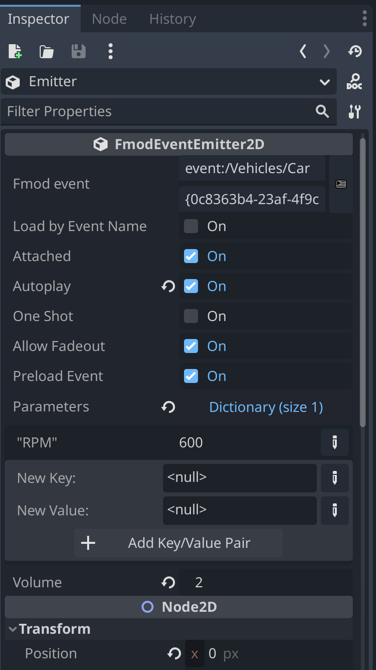 Inspector Node History
Emitter
DOC
Filter Properties
FmodEventEmitter2D
Fmod event
event:/Vehicles/Car
{0c8363b4-23af-4f9c
Load by Event Name On
Attached On
Autoplay On
One Shot On
Allow Fadeout On
Preload Event On
Parameters Dictionary (size 1)
"RPM" 600
New Key: <null>
New Value: <null>
+ Add Key/Value Pair
Volume 2
Node2D
Transform
Position x 0 px